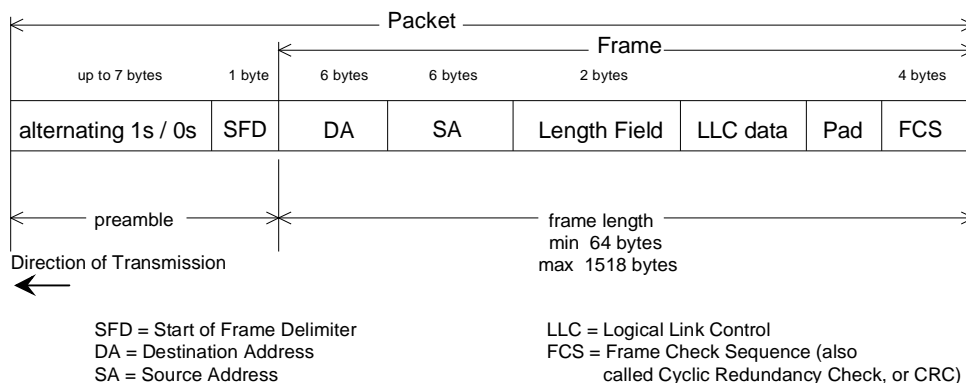 Packet
Frame
up to 7 bytes 1 byte 6 bytes 6 bytes 2 bytes 4 bytes
alternating 1s / 0s SFD DA SA Length Field LLC data Pad FCS
preamble frame length
min 64 bytes
max 1518 bytes
Direction of Transmission
SFD = Start of Frame Delimiter
DA = Destination Address
SA = Source Address
LLC = Logical Link Control
FCS = Frame Check Sequence (also
called Cyclic Redundancy Check, or CRC)